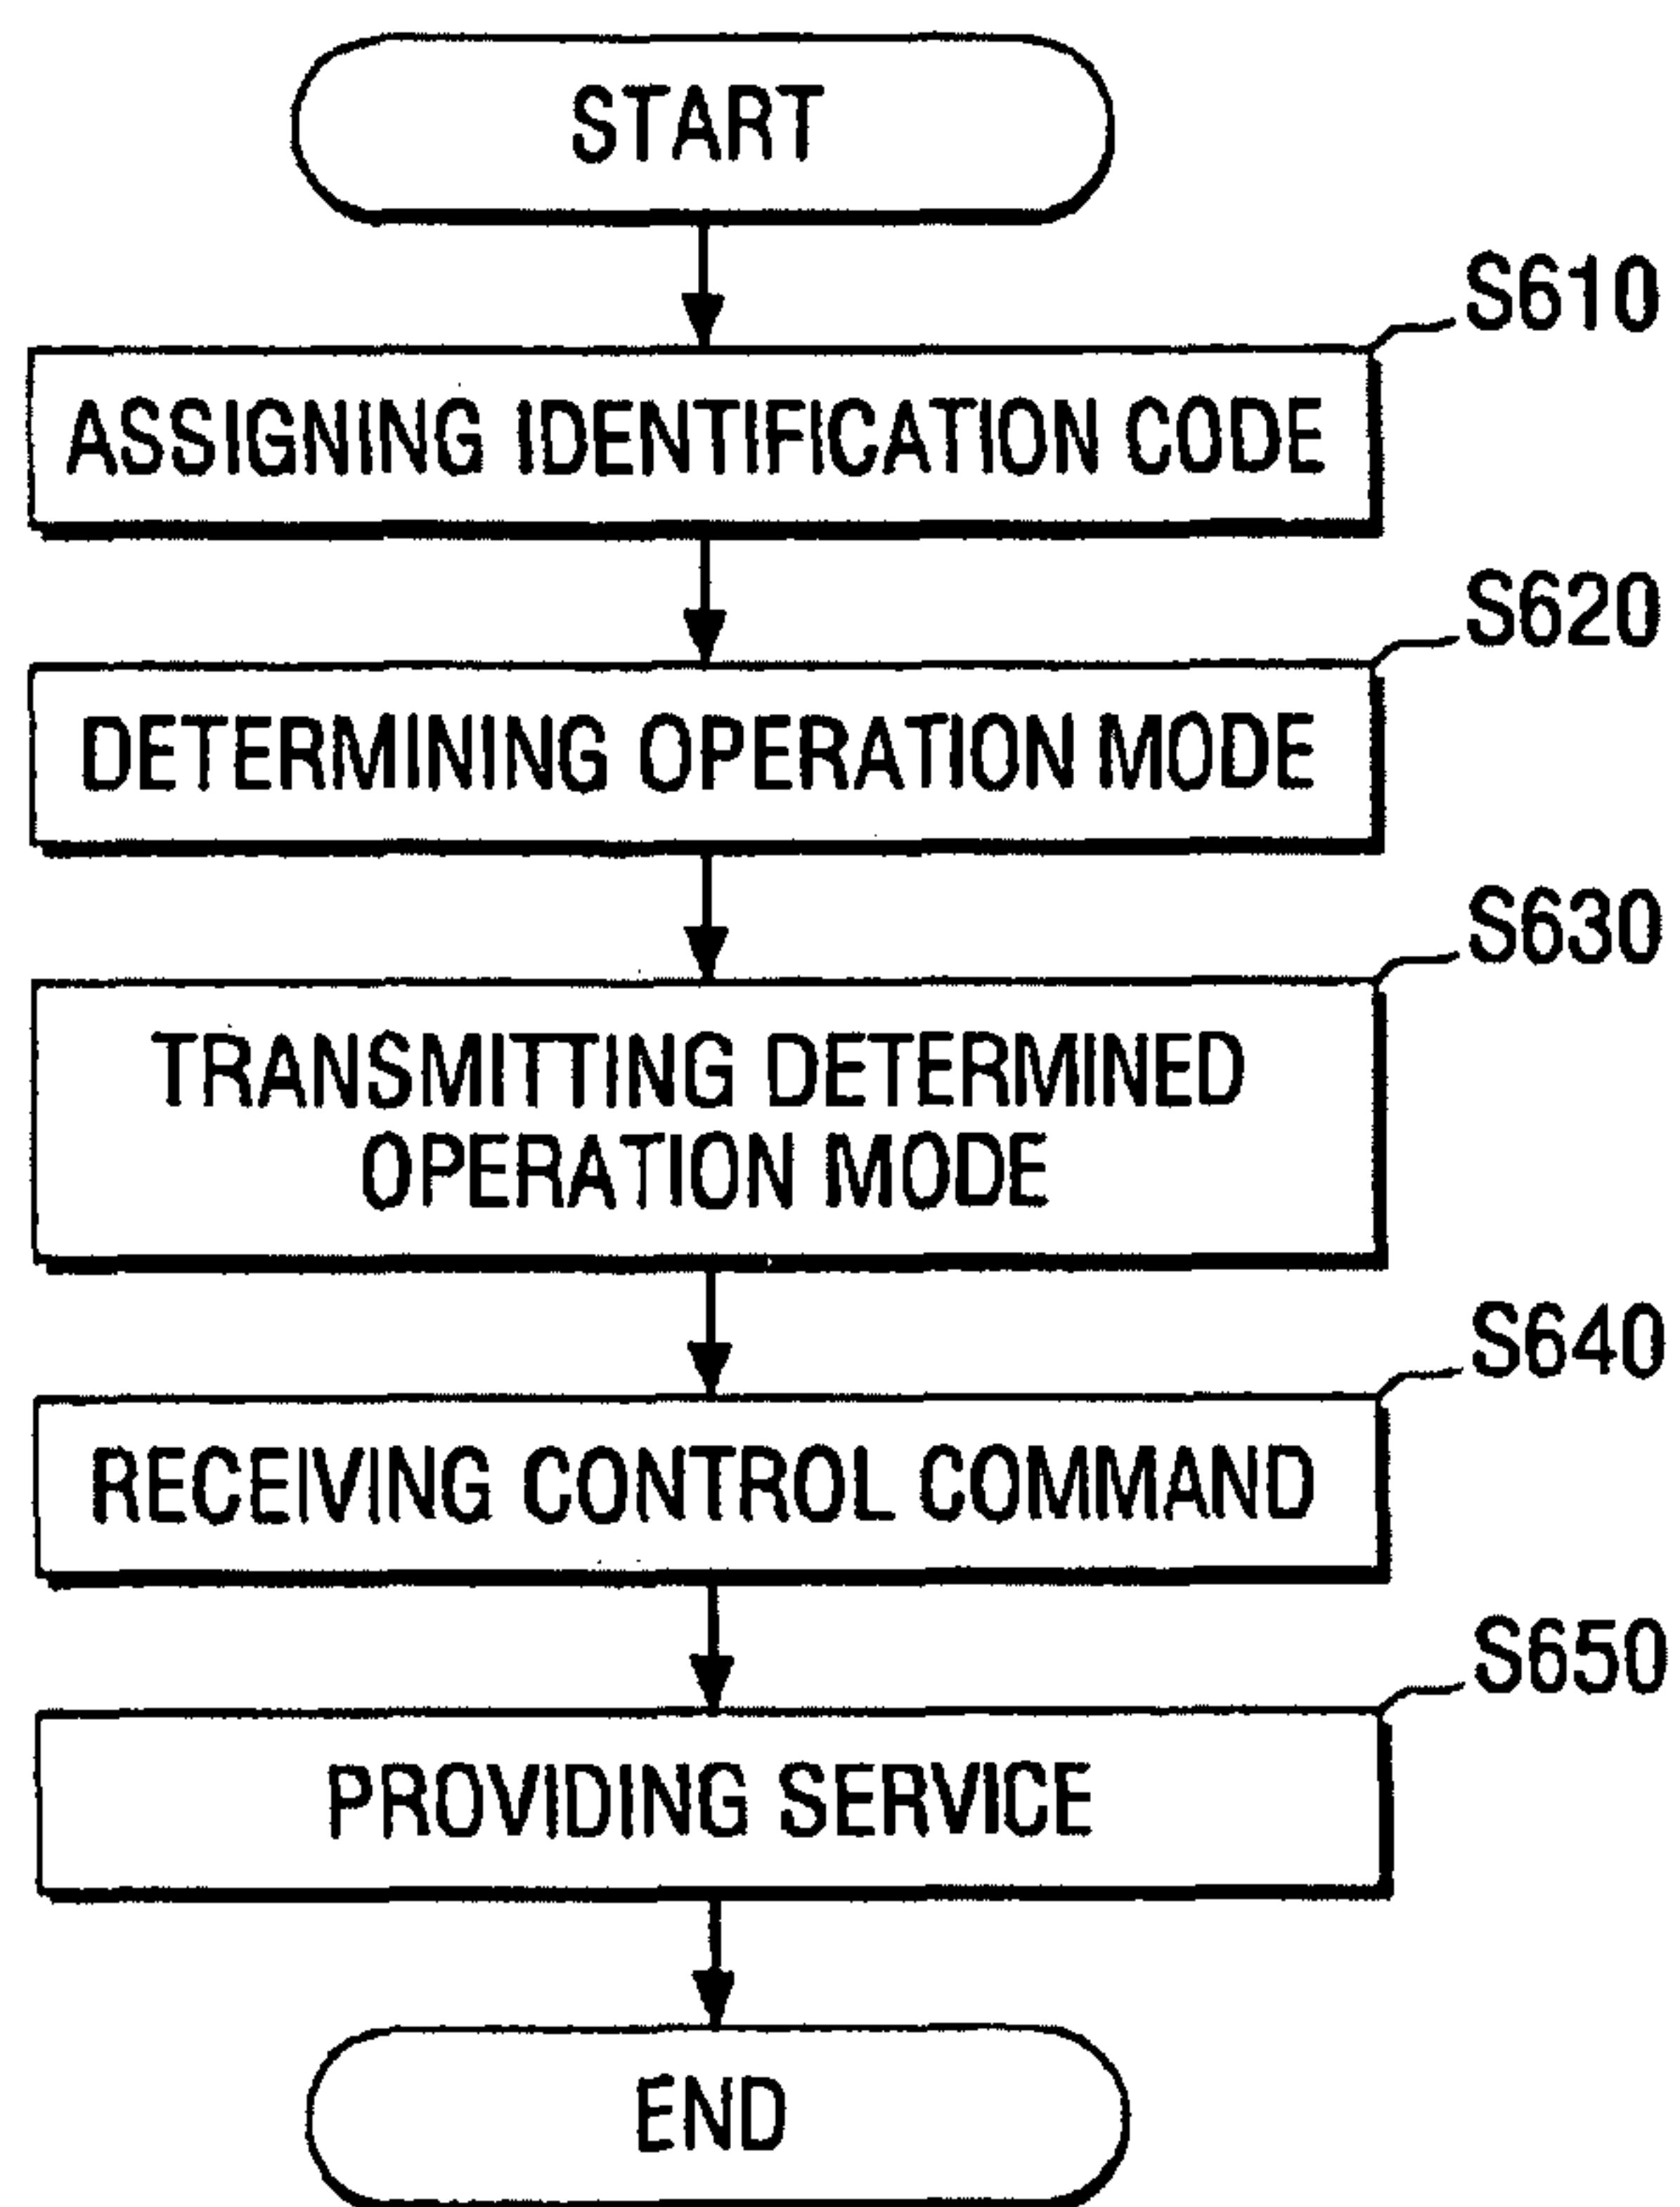 START
S610
ASSIGNING IDENTIFICATION CODE
S620
DETERMINING OPERATION MODE
S630
TRANSMITTING DETERMINED
OPERATION MODE
S640
RECEIVING CONTROL COMMAND
S650
PROVIDING SERVICE
END